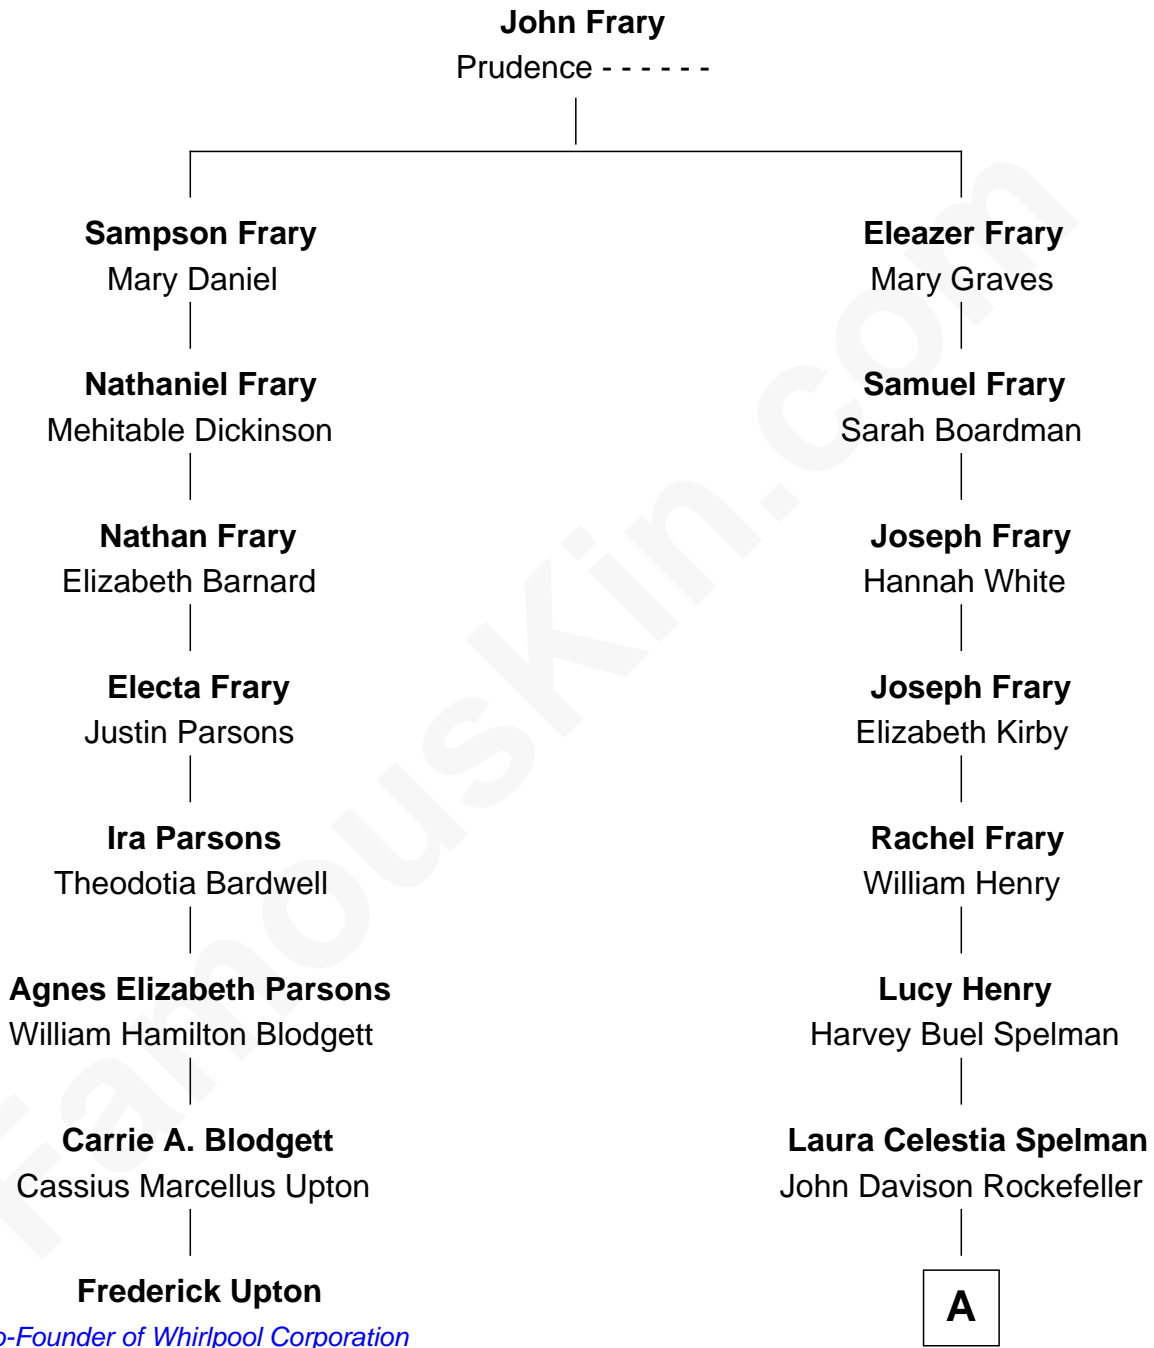 John Frary
Prudence - - - - - -
Sampson Frary
Mary Daniel
Eleazer Frary
Mary Graves
Nathaniel Frary
Mehitable Dickinson
Samuel Frary
Sarah Boardman
Nathan Frary
Elizabeth Barnard
Joseph Frary
Hannah White
Electa Frary
Justin Parsons
Joseph Frary
Elizabeth Kirby
Ira Parsons
Theodotia Bardwell
Rachel Frary
William Henry
Agnes Elizabeth Parsons
William Hamilton Blodgett
Lucy Henry
Harvey Buel Spelman
Carrie A. Blodgett
Cassius Marcellus Upton
Laura Celestia Spelman
John Davison Rockefeller
Frederick Upton
o-Founder of Whirlpool Corporation
A
FamousKin.com